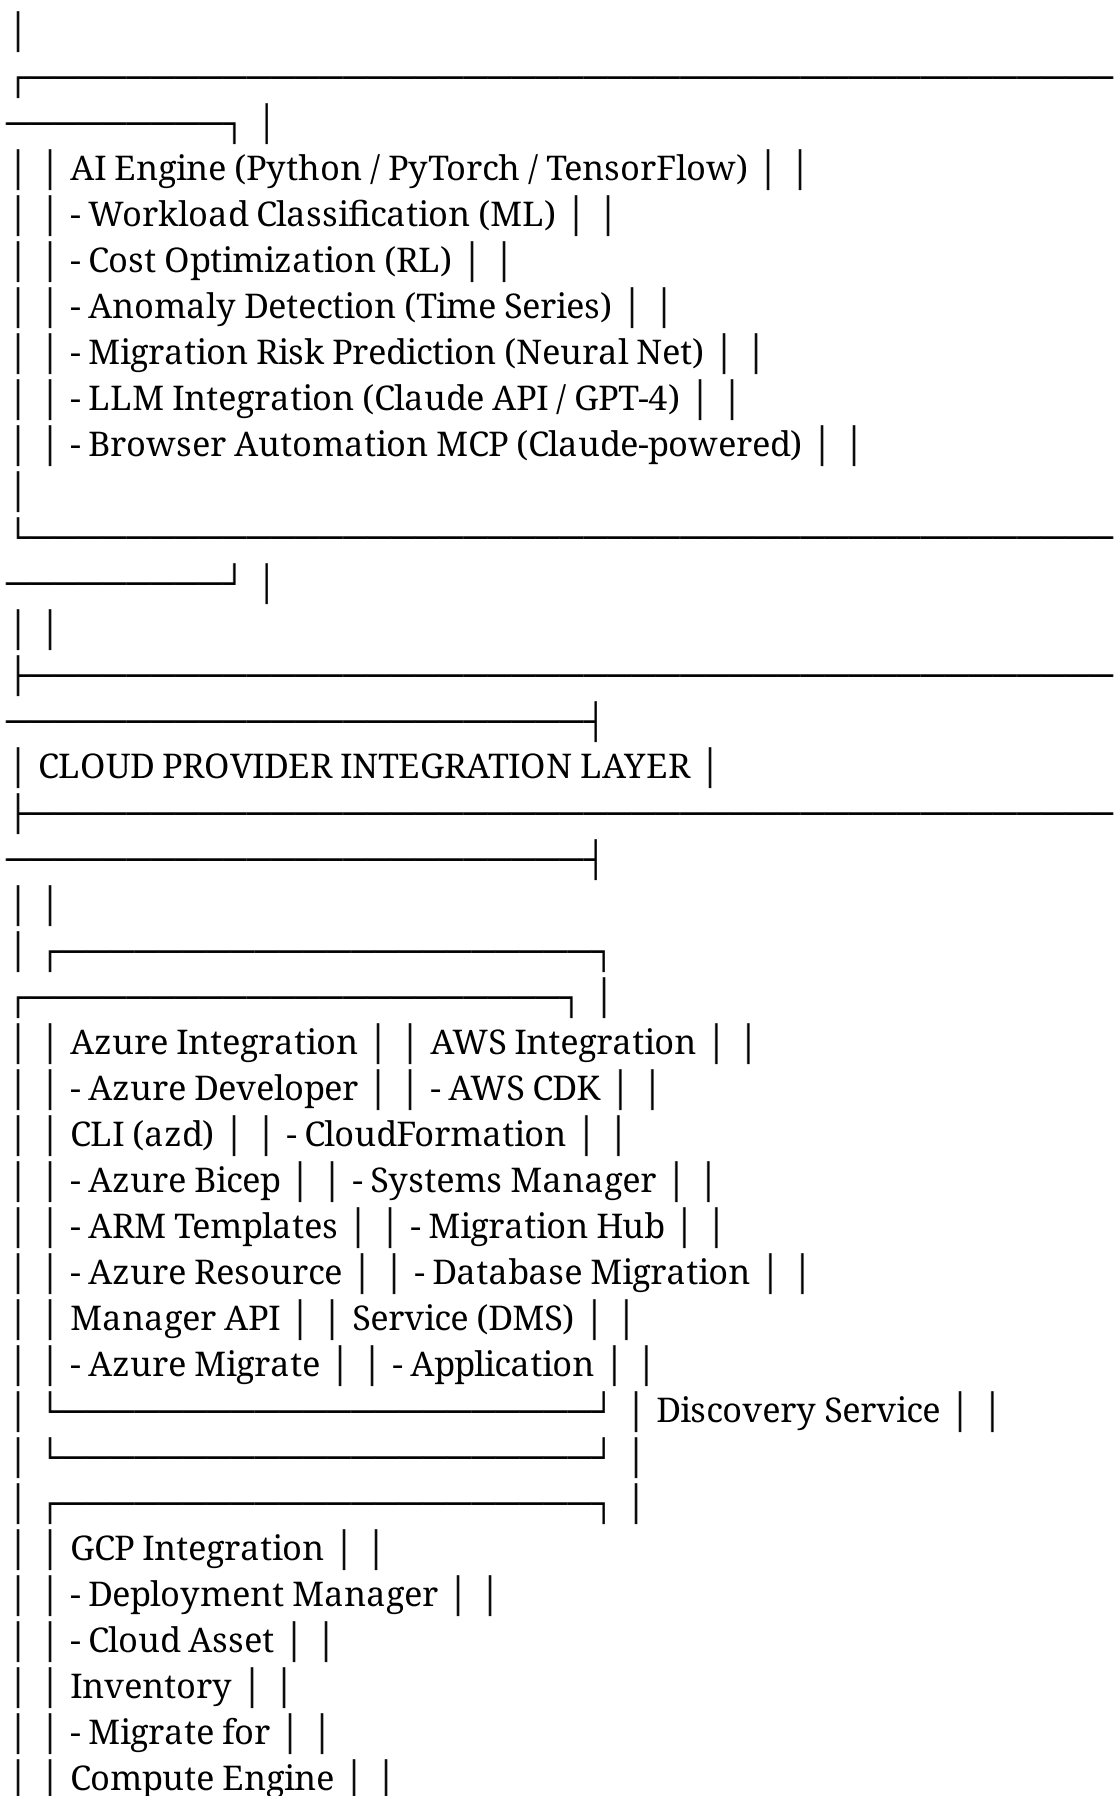 │
┌──────────────────────────────────────────────
─────────┐ │
│ │ AI Engine (Python / PyTorch / TensorFlow) │ │
│ │ - Workload Classification (ML) │ │
│ │ - Cost Optimization (RL) │ │
│ │ - Anomaly Detection (Time Series) │ │
│ │ - Migration Risk Prediction (Neural Net) │ │
│ │ - LLM Integration (Claude API / GPT-4) │ │
│ │ - Browser Automation MCP (Claude-powered) │ │
│
└──────────────────────────────────────────────
─────────┘ │
│ │
├──────────────────────────────────────────────
────────────────────────┤
│ CLOUD PROVIDER INTEGRATION LAYER │
├──────────────────────────────────────────────
────────────────────────┤
│ │
│ ┌───────────────────────┐
┌───────────────────────┐ │
│ │ Azure Integration │ │ AWS Integration │ │
│ │ - Azure Developer │ │ - AWS CDK │ │
│ │ CLI (azd) │ │ - CloudFormation │ │
│ │ - Azure Bicep │ │ - Systems Manager │ │
│ │ - ARM Templates │ │ - Migration Hub │ │
│ │ - Azure Resource │ │ - Database Migration │ │
│ │ Manager API │ │ Service (DMS) │ │
│ │ - Azure Migrate │ │ - Application │ │
│ └───────────────────────┘ │ Discovery Service │ │
│ └───────────────────────┘ │
│ ┌───────────────────────┐ │
│ │ GCP Integration │ │
│ │ - Deployment Manager │ │
│ │ - Cloud Asset │ │
│ │ Inventory │ │
│ │ - Migrate for │ │
│ │ Compute Engine │ │